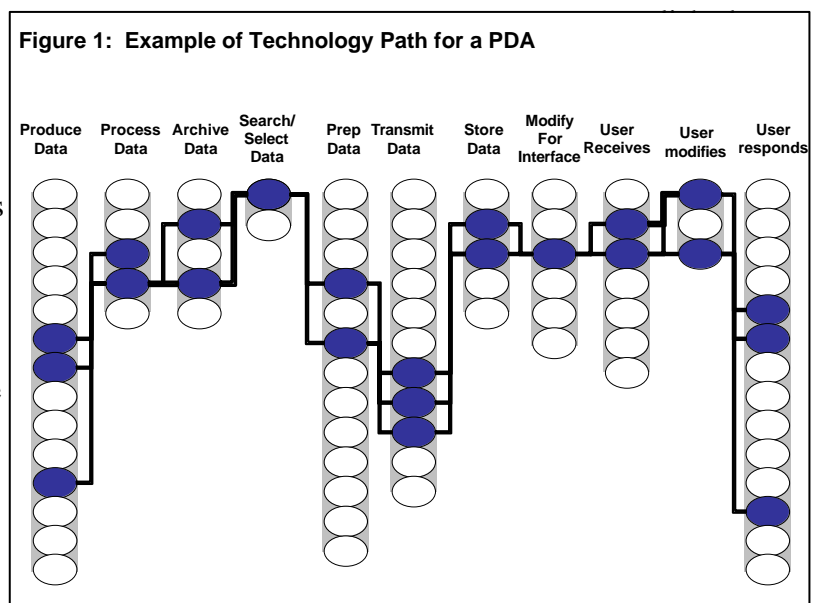 Figure 1: Example of Technology Path for a PDA
Produce Data
Process Data
Archive Data
Search/ Select Data
Prep Data
Transmit Data
Store Data
Modify For Interface
User Receives
User modifies
User responds